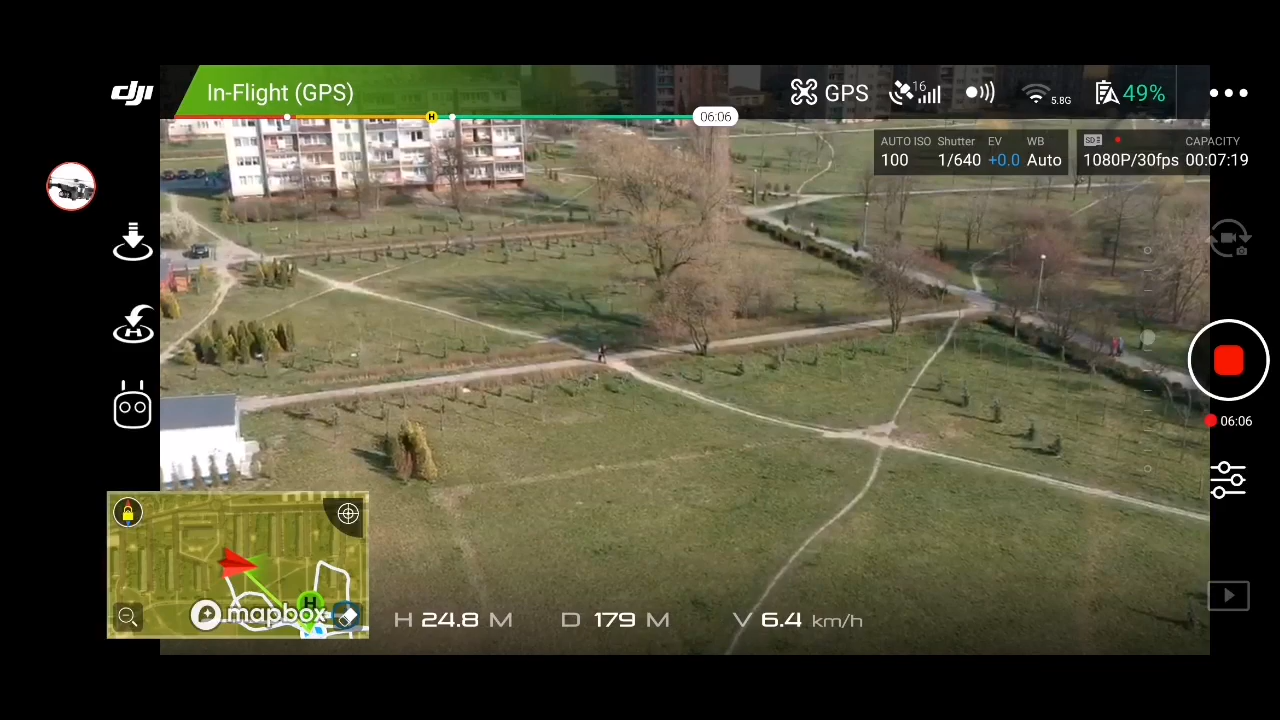 dji
In-Flight (GPS)
GPS
16
5.8G
49%
H
06:06
AUTO ISO Shutter EV WB
100 1/640 +0.0 Auto
SD CAPACITY
1080P/30fps 00:07:19
H
06:06
H
mapbox
H 24.8 M D 179 M V 6.4 km/h